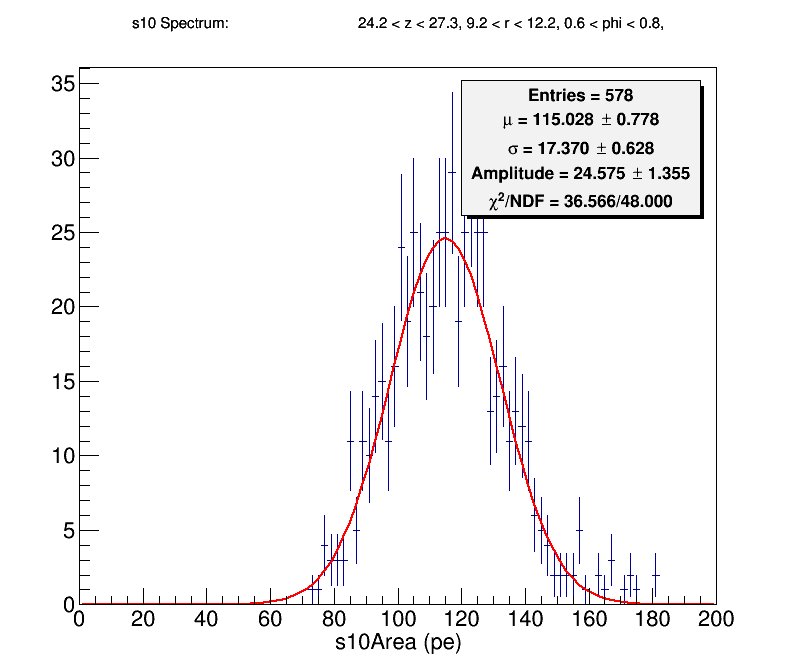 s10 Spectrum: 24.2 < z < 27.3, 9.2 < r < 12.2, 0.6 < phi < 0.8,
Entries = 578
μ = 115.028 ± 0.778
σ = 17.370 ± 0.628
Amplitude = 24.575 ± 1.355
χ²/NDF = 36.566/48.000
35
30
25
20
15
10
5
0
0 20 40 60 80 100 120 140 160 180 200
s10Area (pe)